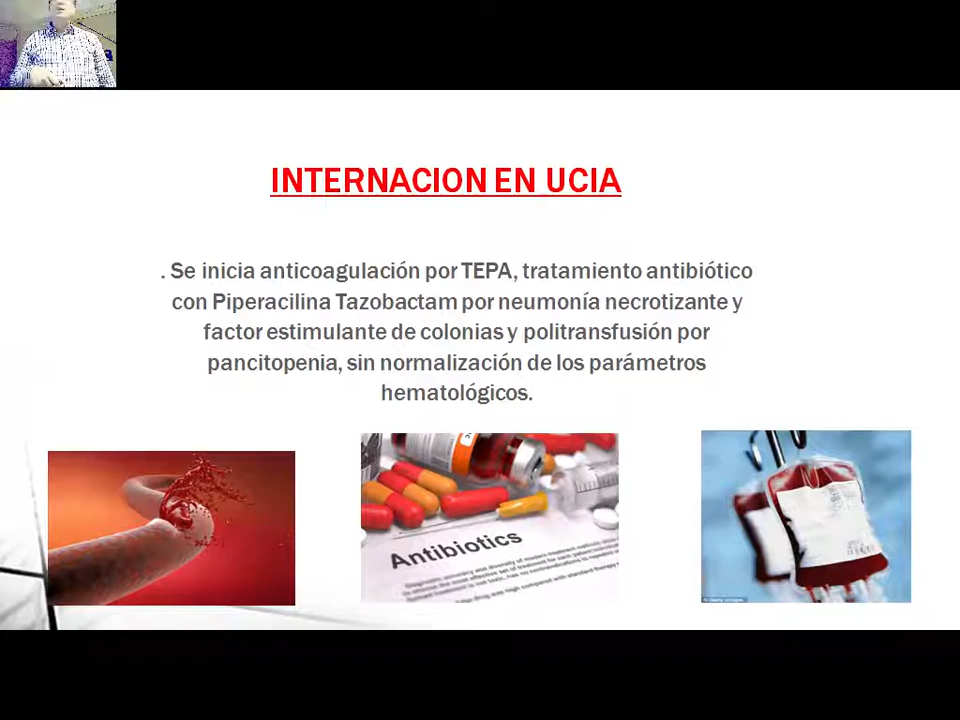 INTERNACION EN UCIA
. Se inicia anticoagulación por TEPA, tratamiento antibiótico
con Piperacilina Tazobactam por neumonía necrotizante y
factor estimulante de colonias y politransfusión por
pancitopenia, sin normalización de los parámetros
hematológicos.
Antibiotics